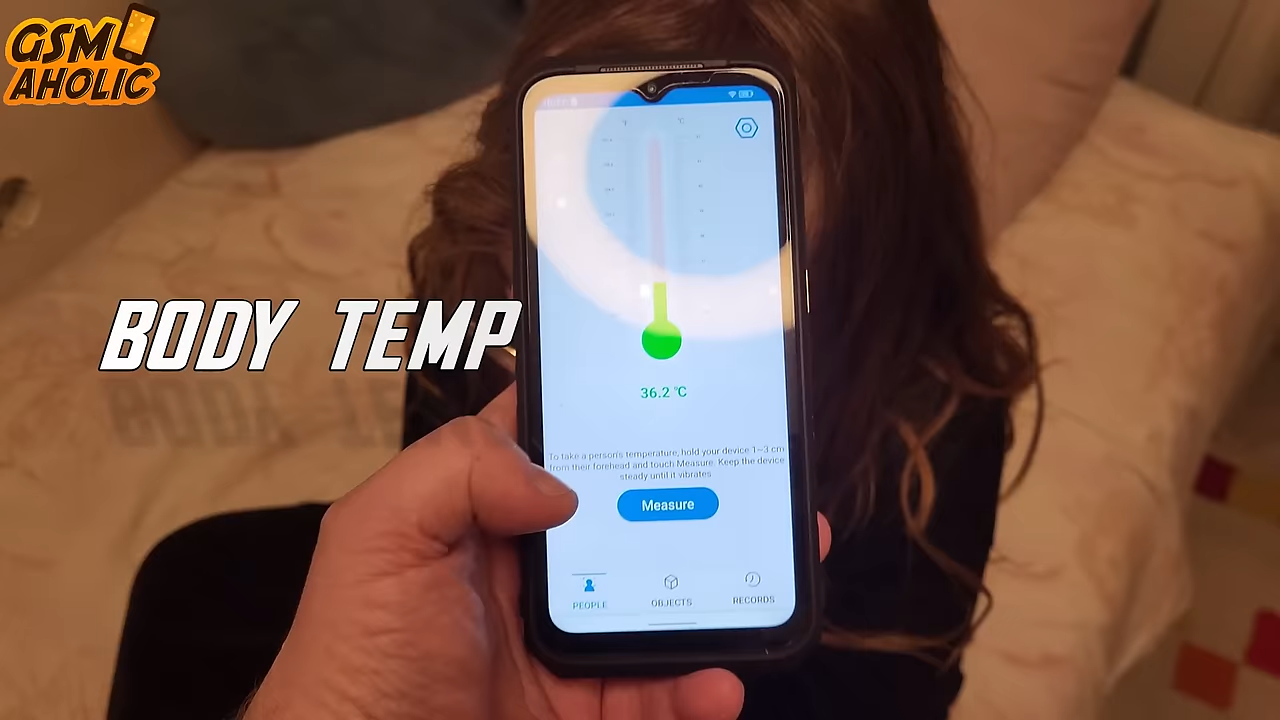 GSM
AHOLIC
BODY TEMP
°C
36.2 °C
To take a person's temperature, hold your device 1~3 cm
from their forehead and touch Measure. Keep the device
steady until it vibrates
Measure
PEOPLE
OBJECTS
RECORDS